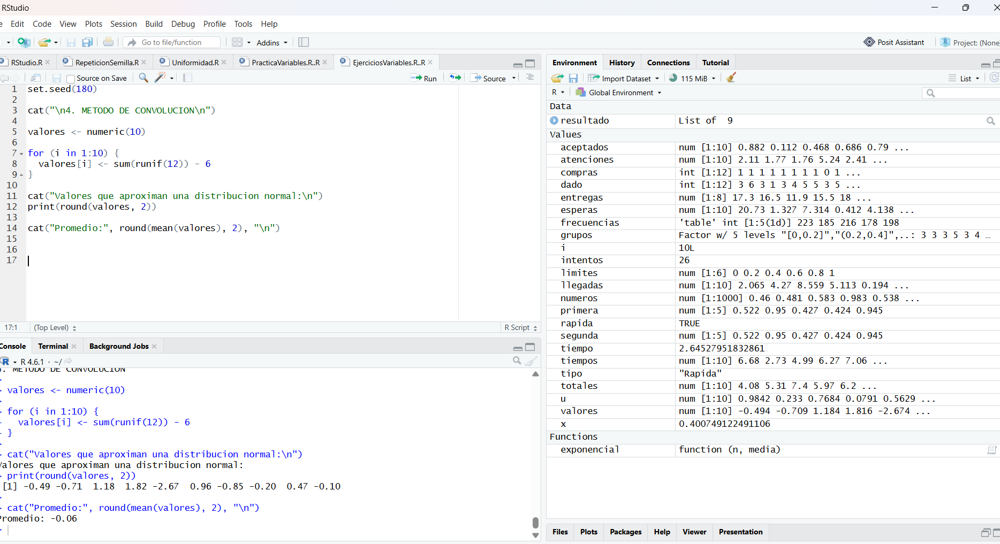 RStudio
Edit Code View Plots Session Build Debug Profile Tools Help
Go to file/function
Addins
Posit Assistant
Project: (None
RStudio.R
RepeticionSemilla.R
Uniformidad.R
PracticaVariables.R..R
EjerciciosVariables.R..R
Source on Save
Run
Source
1 set.seed(180)
2
3 cat("\n4. METODO DE CONVOLUCION\n")
4
5 valores <- numeric(10)
6
7 for (i in 1:10) {
8 valores[i] <- sum(runif(12)) - 6
9 }
10
11 cat("Valores que aproximan una distribucion normal:\n")
12 print(round(valores, 2))
13
14 cat("Promedio:", round(mean(valores), 2), "\n")
15
16
17
17:1 (Top Level) R Script
Console Terminal Background Jobs
R 4.6.1 · ~/
4. METODO DE CONVOLUCION
>
> valores <- numeric(10)
>
> for (i in 1:10) {
+ valores[i] <- sum(runif(12)) - 6
+ }
>
> cat("Valores que aproximan una distribucion normal:\n")
Valores que aproximan una distribucion normal:
> print(round(valores, 2))
[1] -0.49 -0.71 1.18 1.82 -2.67 0.96 -0.85 -0.20 0.47 -0.10
>
> cat("Promedio:", round(mean(valores), 2), "\n")
Promedio: -0.06
>
Environment History Connections Tutorial
Import Dataset 115 MiB List
R Global Environment
Data
resultado List of 9
Values
aceptados num [1:10] 0.882 0.112 0.468 0.686 0.79 ...
atenciones num [1:10] 2.11 1.77 1.76 5.24 2.41 ...
compras int [1:12] 1 1 1 1 1 1 1 1 0 1 ...
dado int [1:12] 3 6 3 1 3 4 5 5 3 5 ...
entregas num [1:8] 17.3 16.5 11.9 15.5 18 ...
esperas num [1:10] 20.73 1.327 7.314 0.412 4.138 ...
frecuencias 'table' int [1:5(1d)] 223 185 216 178 198
grupos Factor w/ 5 levels "[0,0.2]","(0.2,0.4]",..: 3 3 3 5 3 4 …
i 10L
intentos 26
limites num [1:6] 0 0.2 0.4 0.6 0.8 1
llegadas num [1:10] 2.065 4.27 8.559 5.113 0.194 ...
numeros num [1:1000] 0.46 0.481 0.583 0.983 0.538 ...
primera num [1:5] 0.522 0.95 0.427 0.424 0.945
rapida TRUE
segunda num [1:5] 0.522 0.95 0.427 0.424 0.945
tiempo 2.64527951832861
tiempos num [1:10] 6.68 2.73 4.99 6.27 7.06 ...
tipo "Rapida"
totales num [1:10] 4.08 5.31 7.4 5.97 6.2 ...
u num [1:10] 0.9842 0.233 0.7684 0.0791 0.5629 ...
valores num [1:10] -0.494 -0.709 1.184 1.816 -2.674 ...
x 0.400749122491106
Functions
exponencial function (n, media)
Files Plots Packages Help Viewer Presentation